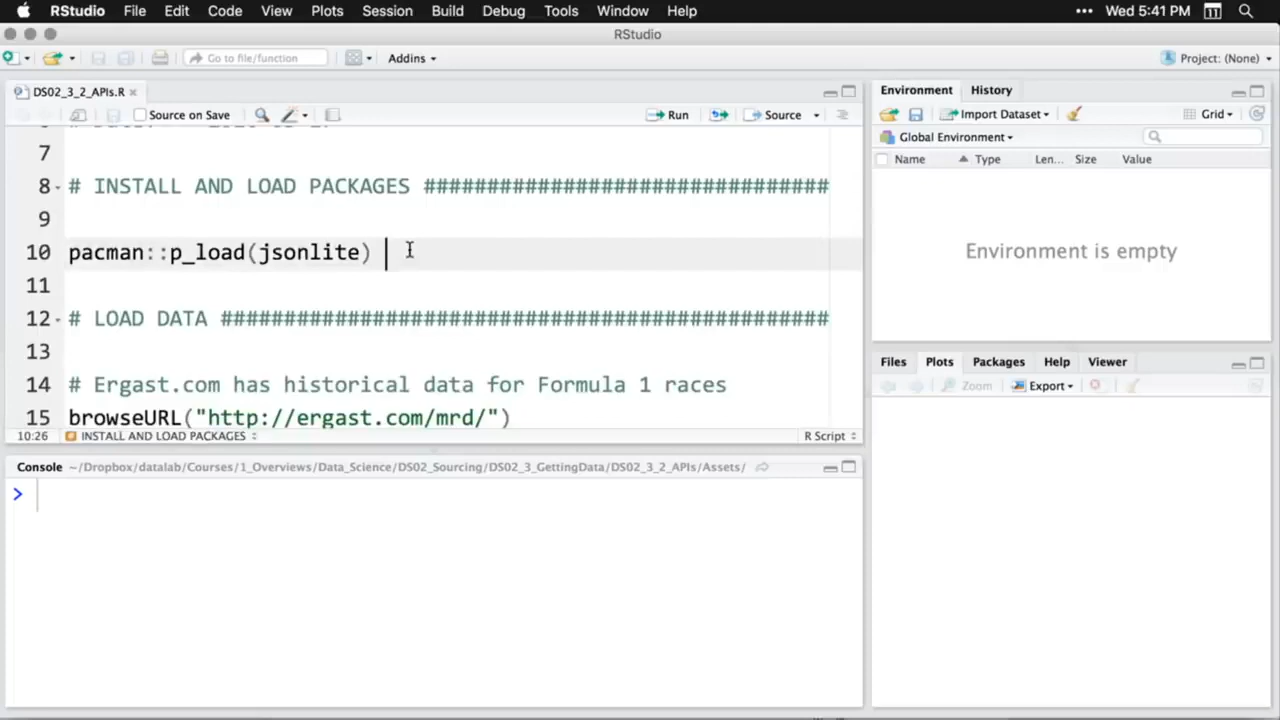 RStudio File Edit Code View Plots Session Build Debug Tools Window Help Wed 5:41 PM 11
RStudio
Go to file/function Addins Project: (None)
DS02_3_2_APIs.R
Source on Save Run Source
7
8 # INSTALL AND LOAD PACKAGES ################################
9
10 pacman::p_load(jsonlite)
11
12 # LOAD DATA ################################################
13
14 # Ergast.com has historical data for Formula 1 races
15 browseURL("http://ergast.com/mrd/")
10:26 INSTALL AND LOAD PACKAGES R Script
Console ~/Dropbox/datalab/Courses/1_Overviews/Data_Science/DS02_Sourcing/DS02_3_GettingData/DS02_3_2_APIs/Assets/
>
Environment History
Import Dataset Grid
Global Environment
Name Type Len... Size Value
Environment is empty
Files Plots Packages Help Viewer
Zoom Export